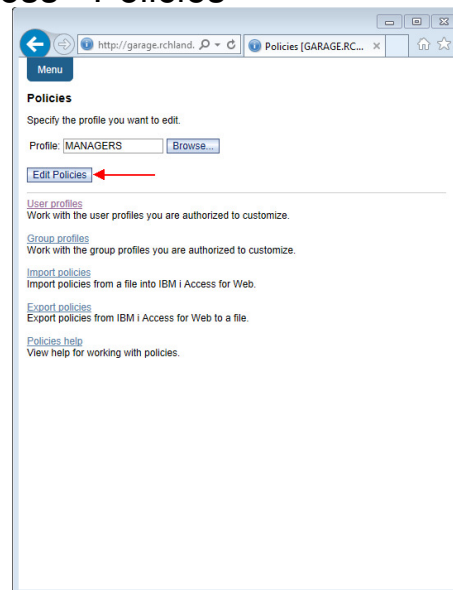 Policies
http://garage.rchland. Policies [GARAGE.RC...
Menu
Policies
Specify the profile you want to edit.
Profile: MANAGERS Browse...
Edit Policies
User profiles
Work with the user profiles you are authorized to customize.
Group profiles
Work with the group profiles you are authorized to customize.
Import policies
Import policies from a file into IBM i Access for Web.
Export policies
Export policies from IBM i Access for Web to a file.
Policies help
View help for working with policies.